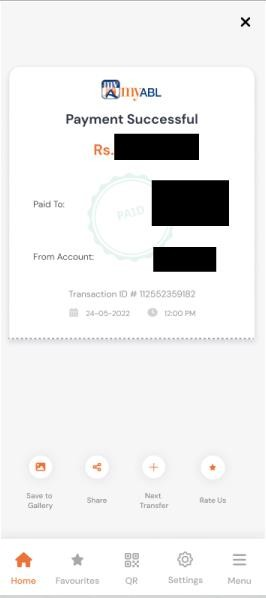 myABL
Payment Successful
Rs.
Paid To:
PAID
From Account:
Transaction ID # 112552359182
24-05-2022 12:00 PM
Save to Gallery
Share
Next Transfer
Rate Us
Home
Favourites
QR
Settings
Menu